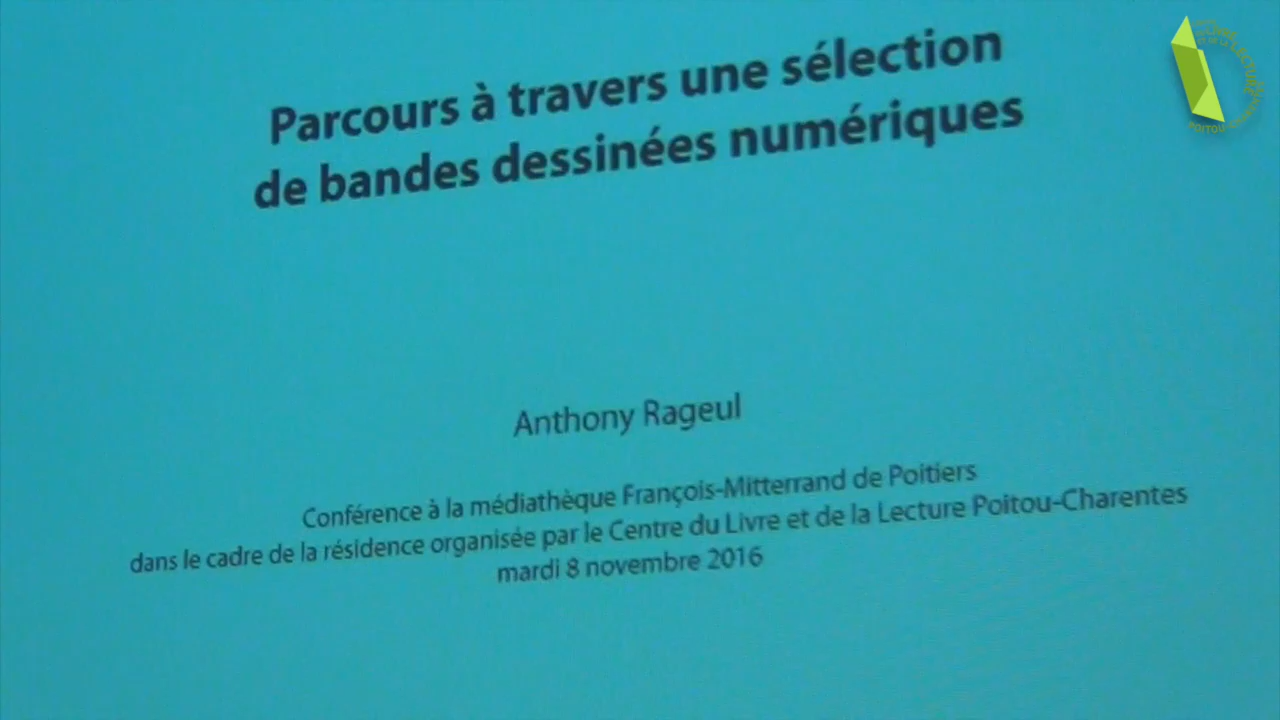 Parcours à travers une sélection
de bandes dessinées numériques
Anthony Rageul
Conférence à la médiathèque François-Mitterrand de Poitiers
dans le cadre de la résidence organisée par le Centre du Livre et de la Lecture Poitou-Charentes
mardi 8 novembre 2016
POITOU